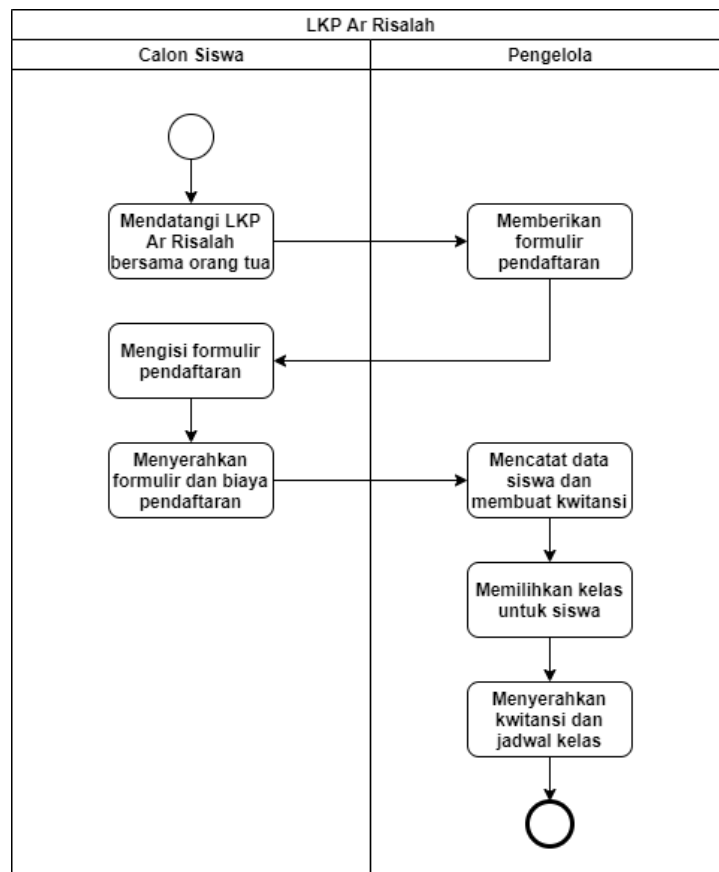 LKP Ar Risalah
Calon Siswa
Pengelola
Mendatangi LKP
Ar Risalah
bersama orang tua
Memberikan
formulir
pendaftaran
Mengisi formulir
pendaftaran
Menyerahkan
formulir dan biaya
pendaftaran
Mencatat data
siswa dan
membuat kwitansi
Memilihkan kelas
untuk siswa
Menyerahkan
kwitansi dan
jadwal kelas